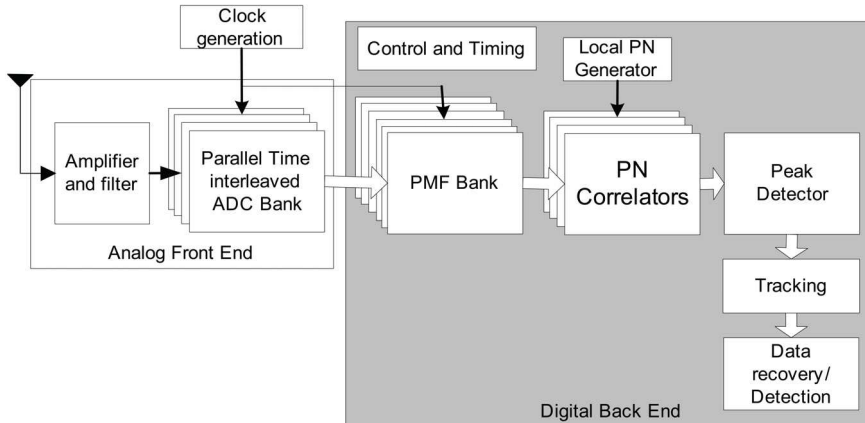 Clock
generation
Control and Timing
Local PN
Generator
Amplifier
and filter
Parallel Time
interleaved
ADC Bank
PMF Bank
PN
Correlators
Peak
Detector
Analog Front End
Tracking
Data
recovery/
Detection
Digital Back End